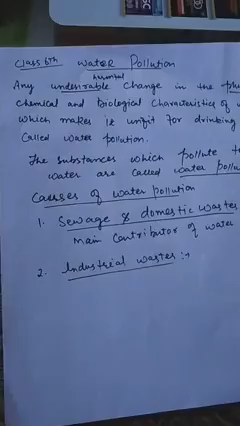 Class 6th Water Pollution
harmful
Any undesirable Change in the
chemical and biological Characteristics of
which makes it unfit for drinking
Called water pollution.
The substances which pollute
water are called water
Causes of water pollution
1. Sewage & domestic wastes
main contributor of water
2. Industrial wastes :→